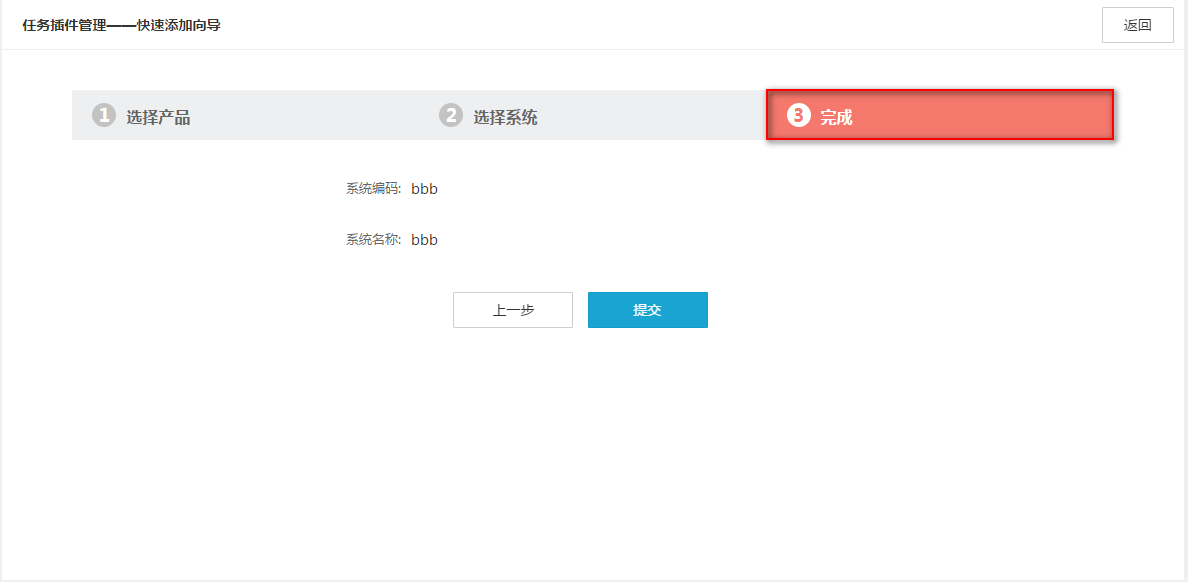 任务插件管理——快速添加向导
返回
1 选择产品
2 选择系统
3 完成
系统编码: bbb
系统名称: bbb
上一步
提交